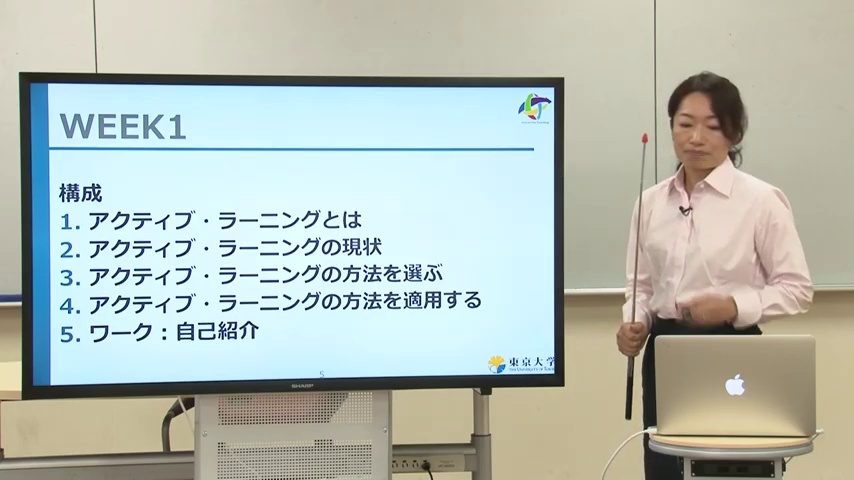 WEEK1
構成
1. アクティブ・ラーニングとは
2. アクティブ・ラーニングの現状
3. アクティブ・ラーニングの方法を選ぶ
4. アクティブ・ラーニングの方法を適用する
5. ワーク：自己紹介
5
東京大学
SHARP